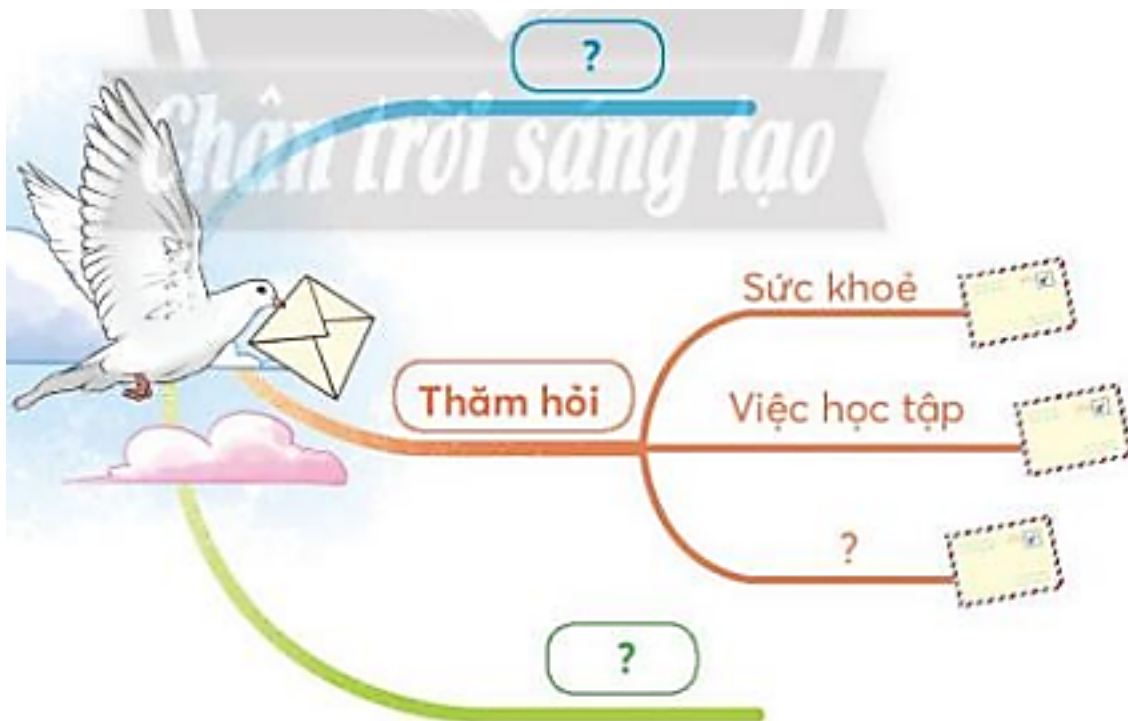 ?
Chân trời sáng tạo
Sức khoẻ
Thăm hỏi
Việc học tập
?
?